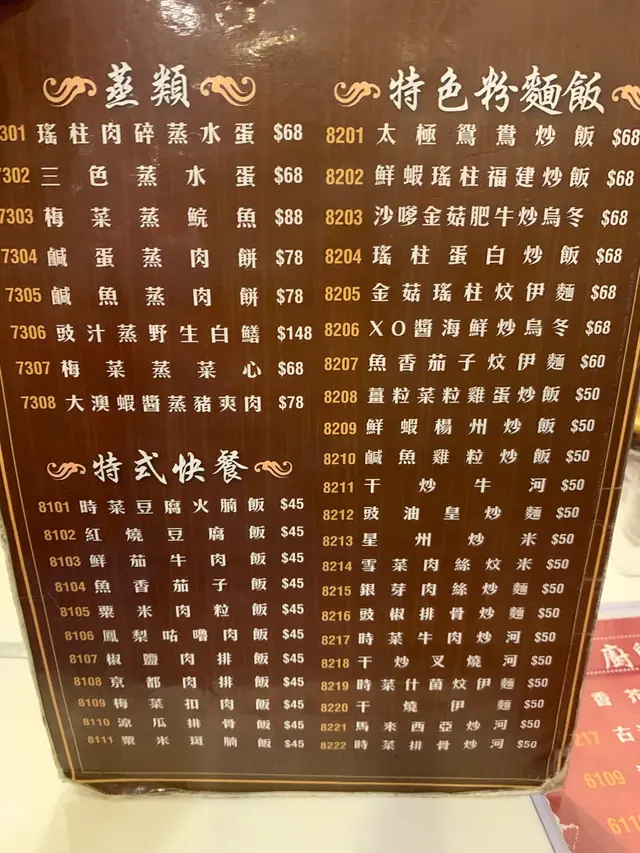 蒸類
301 瑤柱肉碎蒸水蛋 $68
7302 三色蒸水蛋 $68
7303 梅菜蒸鯇魚 $88
7304 鹹蛋蒸肉餅 $78
7305 鹹魚蒸肉餅 $78
7306 豉汁蒸野生白鱔 $148
7307 梅菜蒸菜心 $68
7308 大澳蝦醬蒸豬爽肉 $78
特式快餐
8101 時菜豆腐火腩飯 $45
8102 紅燒豆腐飯 $45
8103 鮮茄牛肉飯 $45
8104 魚香茄子飯 $45
8105 粟米肉粒飯 $45
8106 鳳梨咕嚕肉飯 $45
8107 椒鹽肉排飯 $45
8108 京都肉排飯 $45
8109 梅菜扣肉飯 $45
8110 涼瓜排骨飯 $45
8111 粟米斑腩飯 $45
特色粉麵飯
8201 太極鴛鴦炒飯 $68
8202 鮮蝦瑤柱福建炒飯 $68
8203 沙嗲金菇肥牛炒烏冬 $68
8204 瑤柱蛋白炒飯 $68
8205 金菇瑤柱炆伊麵 $68
8206 XO醬海鮮炒烏冬 $68
8207 魚香茄子炆伊麵 $60
8208 薑粒菜粒雞蛋炒飯 $50
8209 鮮蝦楊州炒飯 $50
8210 鹹魚雞粒炒飯 $50
8211 干炒牛河 $50
8212 豉油皇炒麵 $50
8213 星州炒米 $50
8214 雪菜肉絲炆米 $50
8215 銀芽肉絲炒麵 $50
8216 豉椒排骨炒麵 $50
8217 時菜牛肉炒河 $50
8218 干炒叉燒河 $50
8219 時菜什菌炆伊麵 $50
8220 干燒伊麵 $50
8221 馬來西亞炒河 $50
8222 時菜排骨炒河 $50
廚
香茄
217 古
6109
611